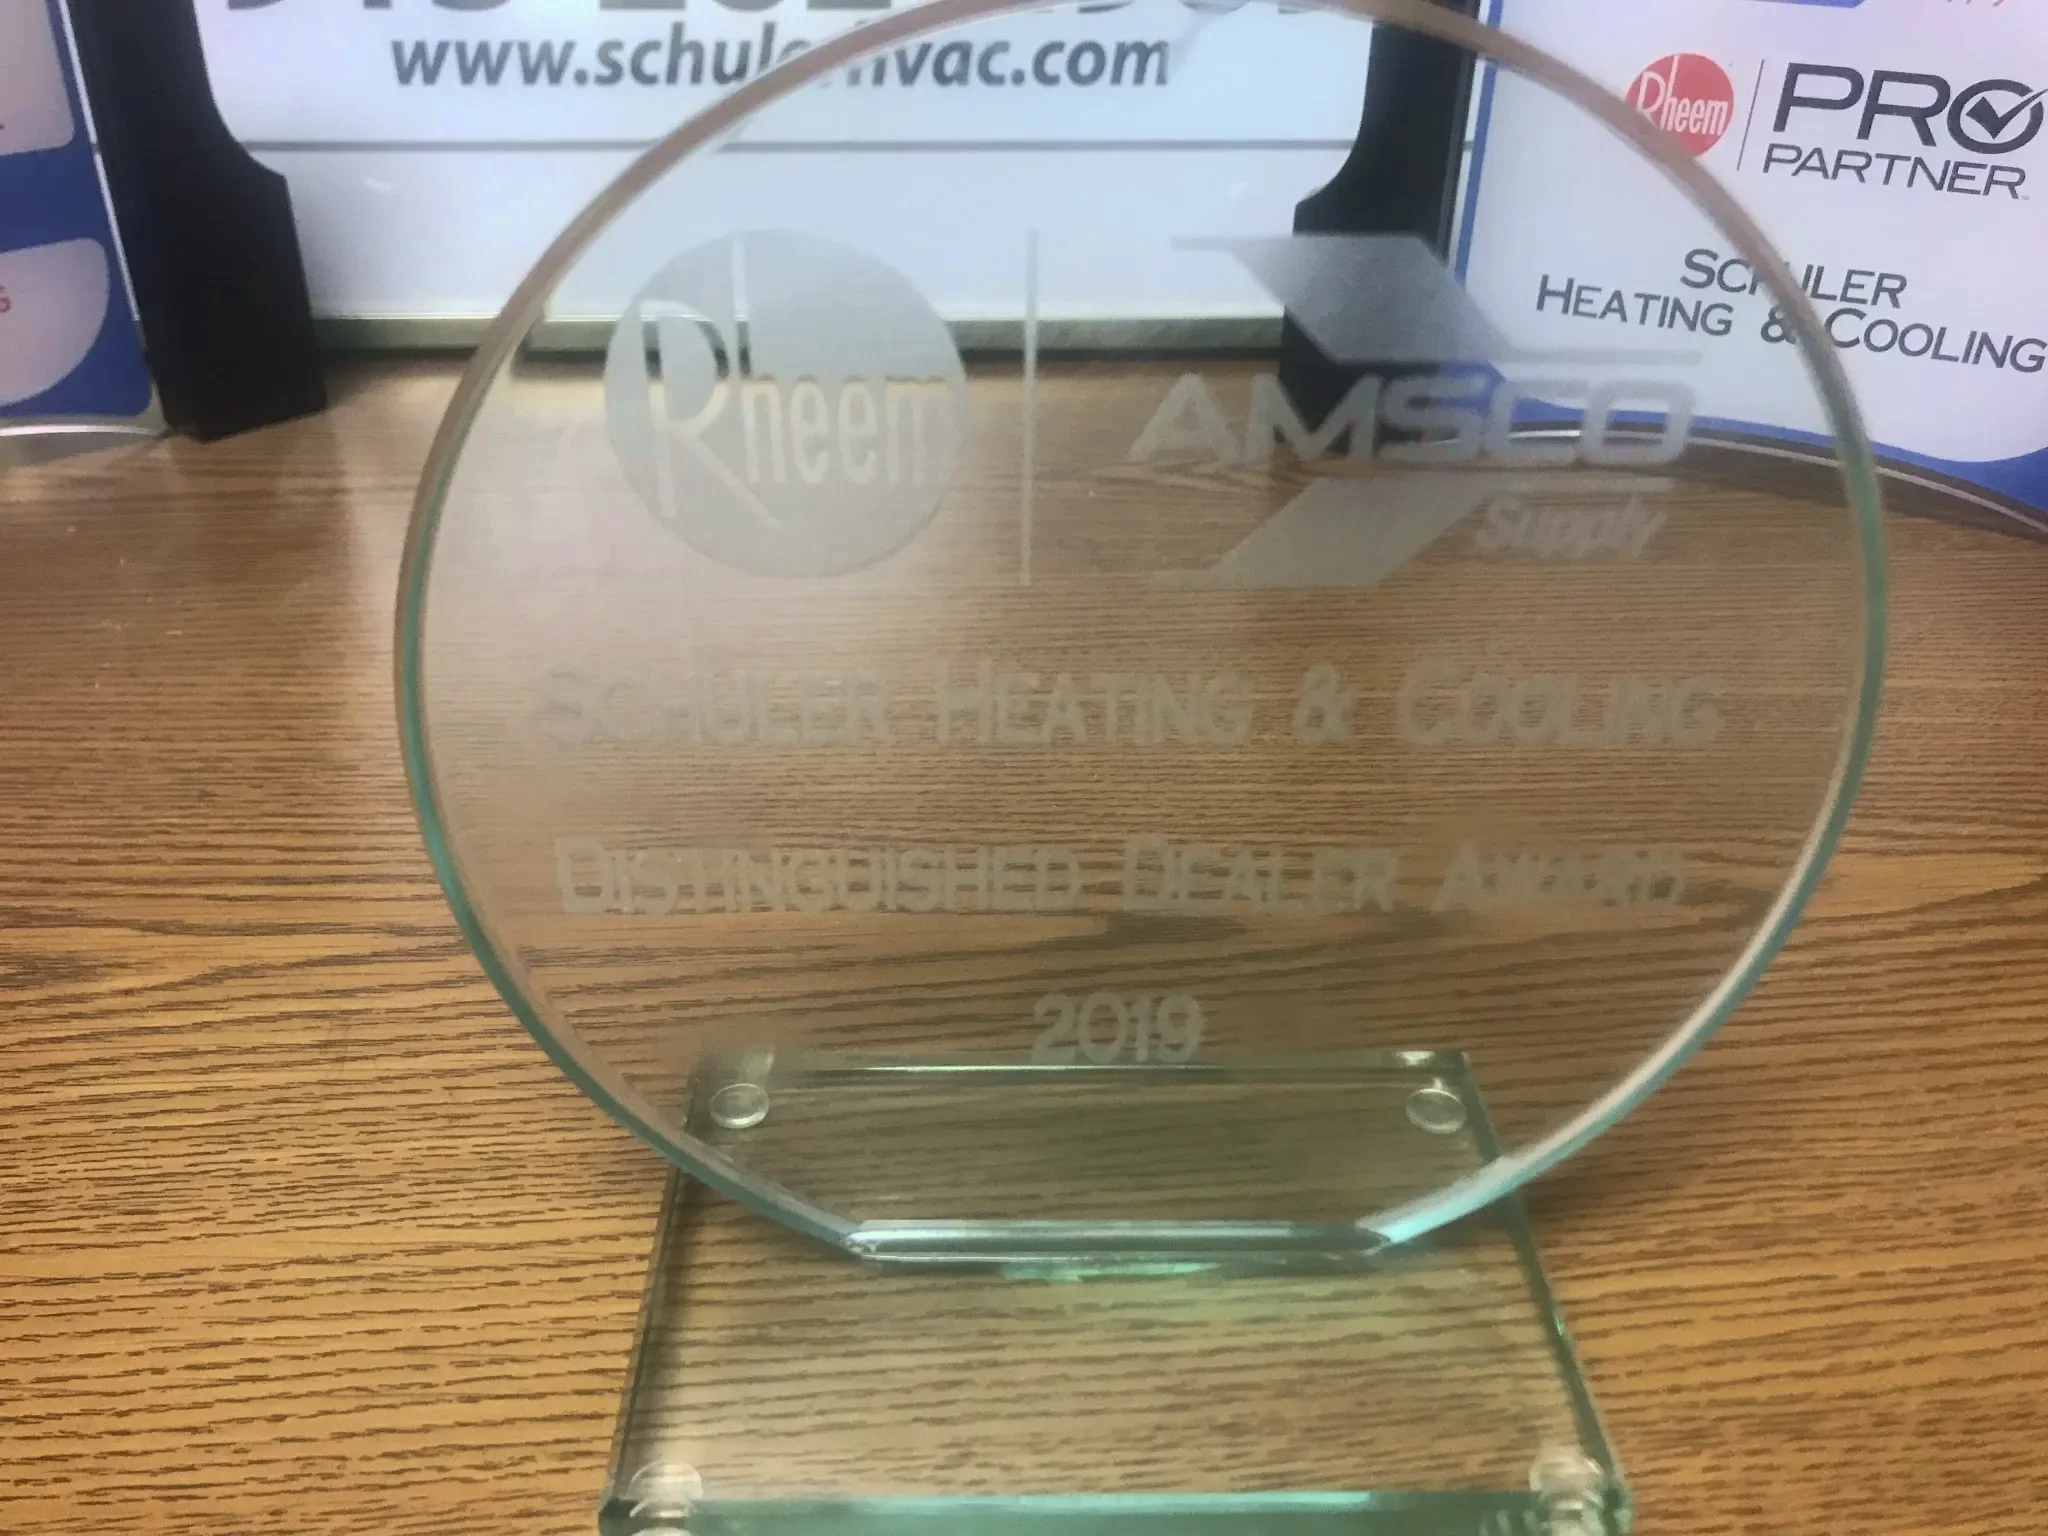 www.schulerhvac.com
Rheem
PRO
PARTNER
SCHULER
HEATING & COOLING
Rheem
AMSCO
Supply
SCHULER HEATING & COOLING
DISTINGUISHED DEALER AWARD
2019